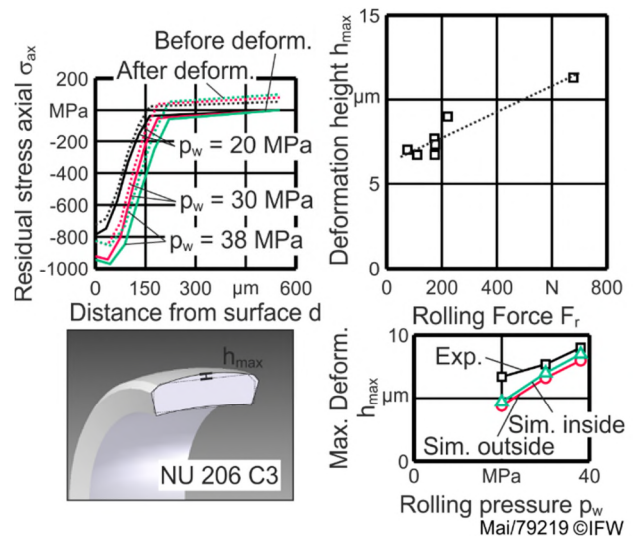 Residual stress axial σax
200
MPa
-200
-400
-600
-800
-1000
Before deform.
After deform.
pw = 20 MPa
pw = 30 MPa
pw = 38 MPa
0
150
300
µm
600
Distance from surface d
Deformation height hmax
15
µm
5
0
0
200
400
N
800
Rolling Force Fr
hmax
NU 206 C3
Max. Deform.
hmax
10
µm
0
Exp.
Sim. inside
Sim. outside
0
MPa
40
Rolling pressure pw
Mai/79219 ©IFW